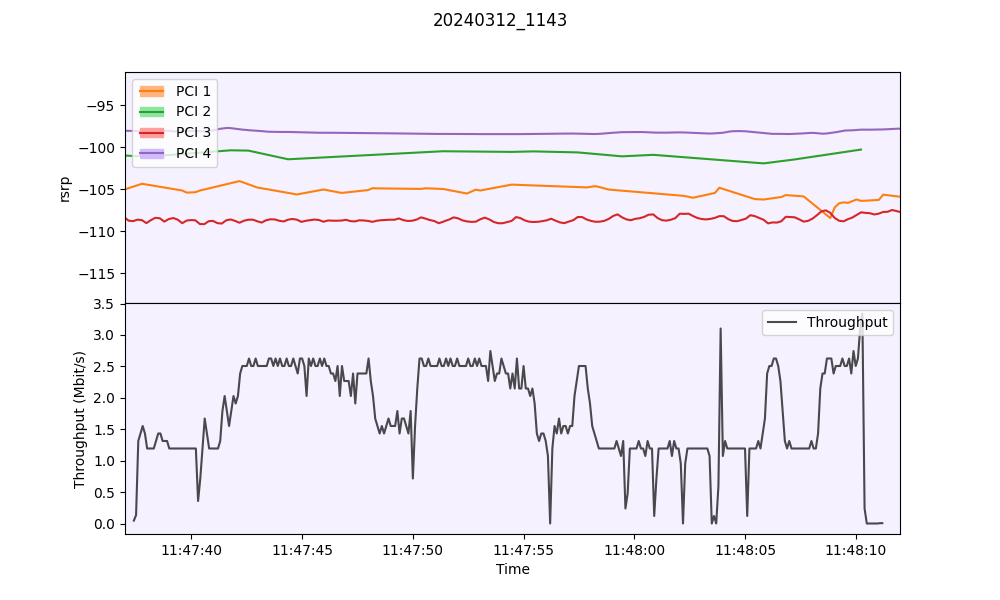 20240312_1143
PCI 1
PCI 2
PCI 3
PCI 4
−95
−100
−105
−110
−115
rsrp
Throughput
3.5
3.0
2.5
2.0
1.5
1.0
0.5
0.0
Throughput (Mbit/s)
11:47:40 11:47:45 11:47:50 11:47:55 11:48:00 11:48:05 11:48:10
Time